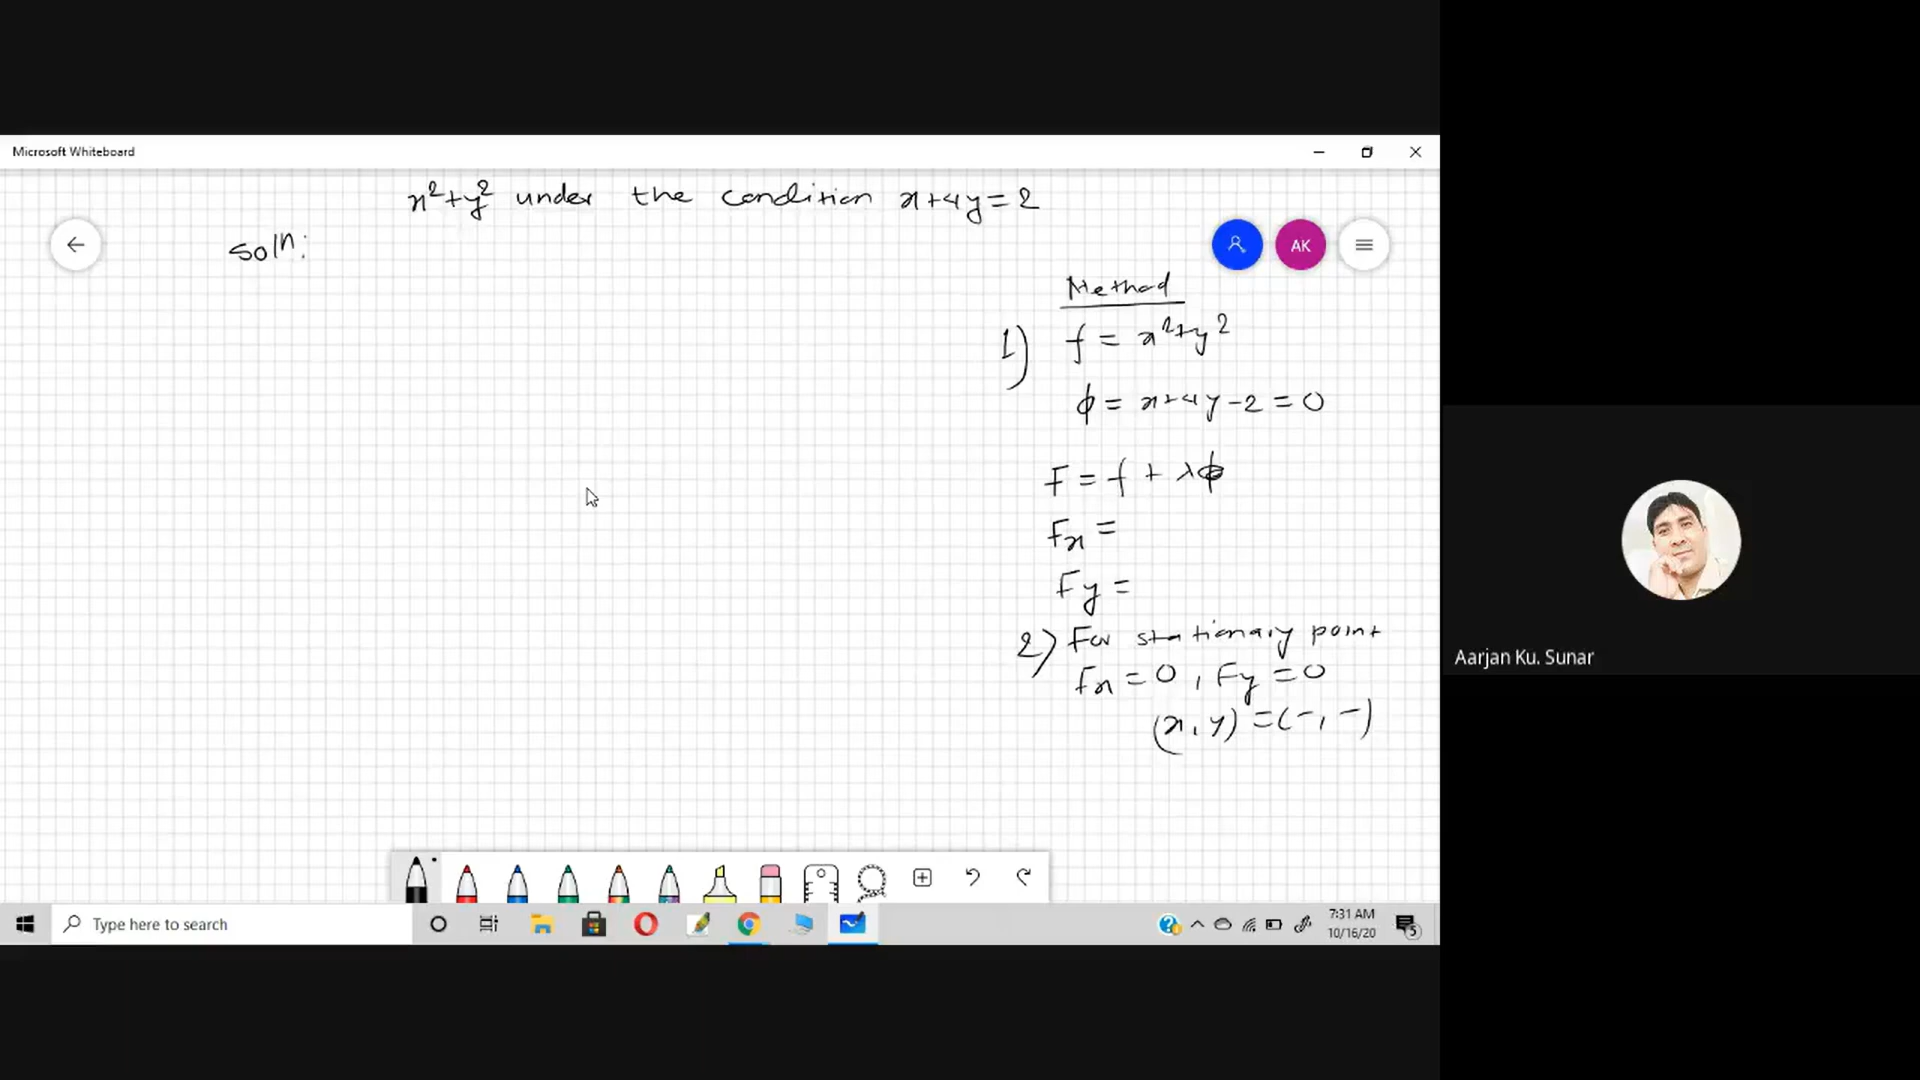 Microsoft Whiteboard
x²+y² under the condition x+4y=2
Soln:
AK
Method
1) f = x²+y²
ϕ = x+4y-2=0
F = f + λϕ
Fx =
Fy =
2) For stationary point
Fx = 0, Fy = 0
(x, y) = (-, -)
Aarjan Ku. Sunar
Type here to search
7:31 AM
10/16/20
5